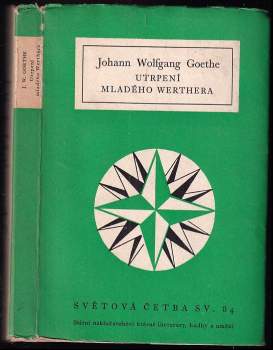 Johann Wolfgang Goethe
UTRPENÍ
MLADÉHO WERTHERA
SVĚTOVÁ ČETBA SV. 84
Státní nakladatelství krásné literatury, hudby a umění
J. W. GOETHE
Utrpení
mladého Werthera